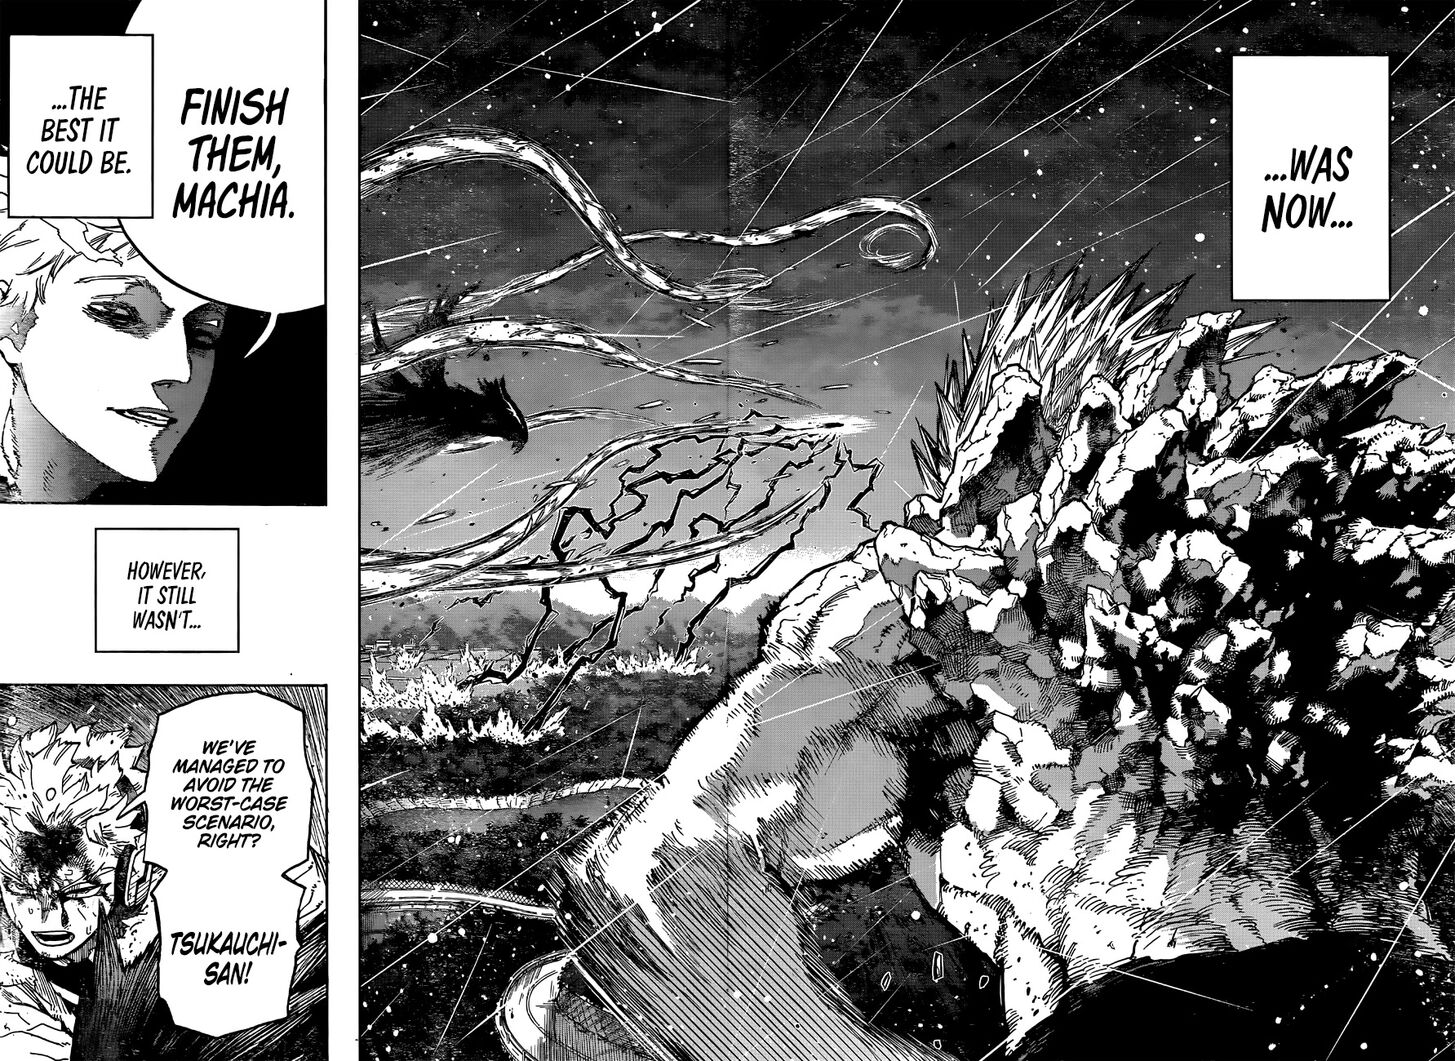 ...WAS
NOW...
FINISH
THEM,
MACHIA.
...THE
BEST IT
COULD BE.
HOWEVER,
IT STILL
WASN'T...
WE'VE
MANAGED TO
AVOID THE
WORST-CASE
SCENARIO,
RIGHT?
TSUKAUCHI-
SAN!